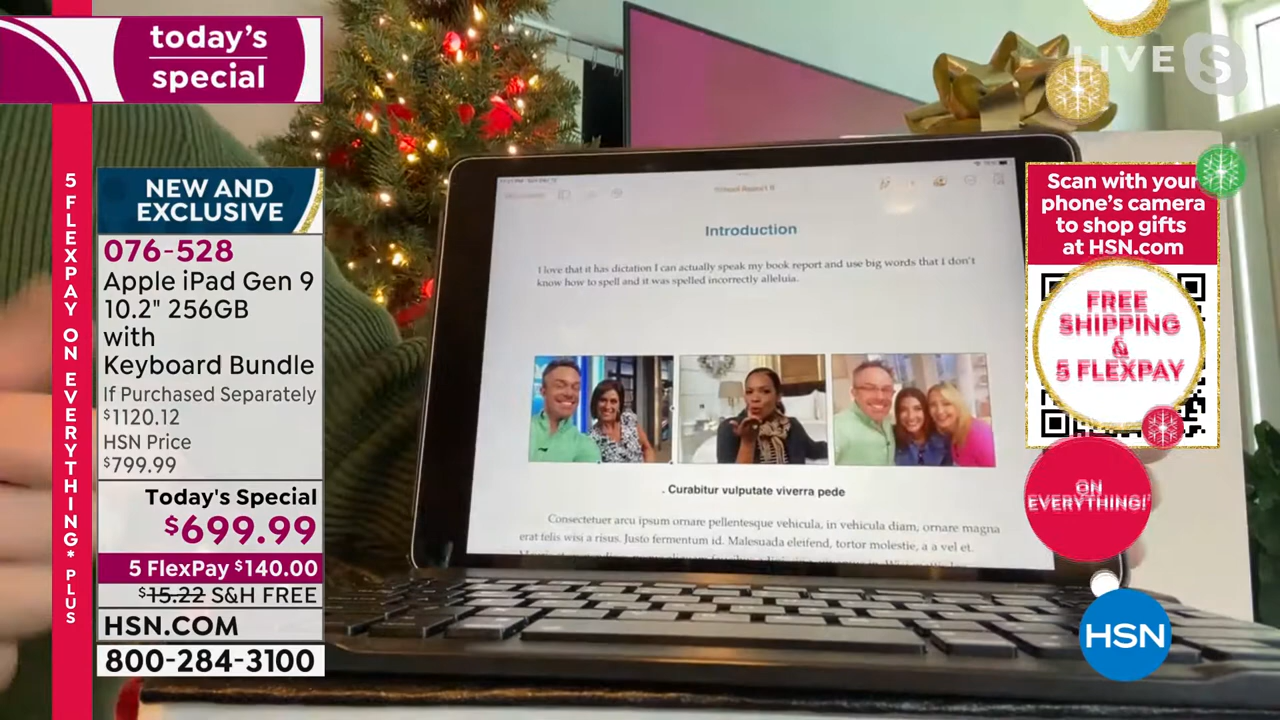 today's
special
LIVE S
5 FLEXPAY ON EVERYTHING* PLUS
NEW AND
EXCLUSIVE
076-528
Apple iPad Gen 9
10.2" 256GB
with
Keyboard Bundle
If Purchased Separately
$1120.12
HSN Price
$799.99
Today's Special
$699.99
5 FlexPay $140.00
$15.22 S&H FREE
HSN.COM
800-284-3100
Introduction
I love that it has dictation I can actually speak my book report and use big words that I don't
know how to spell and it was spelled incorrectly alleluia.
. Curabitur vulputate viverra pede
Consectetuer arcu ipsum ornare pellentesque vehicula, in vehicula diam, ornare magna
erat felis wisi a risus. Justo fermentum id. Malesuada eleifend, tortor molestie, a a vel et.
Scan with your
phone's camera
to shop gifts
at HSN.com
FREE
SHIPPING
&
5 FLEXPAY
ON
EVERYTHING!*
HSN